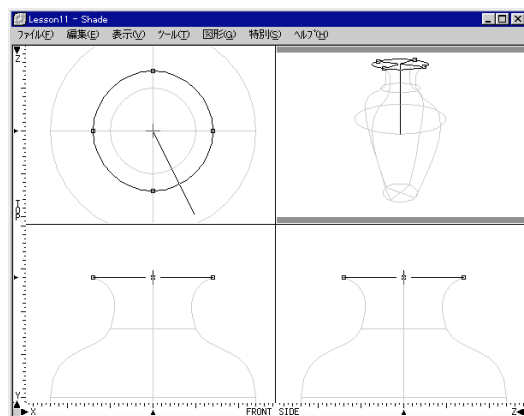 Lesson11 - Shade
ファイル(F) 編集(E) 表示(V) ツール(T) 図形(G) 特別(S) ヘルプ(H)
Z
TOP
Y
X FRONT SIDE Z